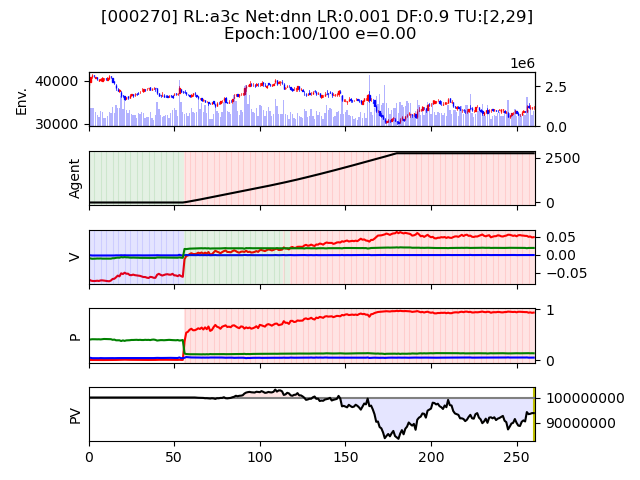 [000270] RL:a3c Net:dnn LR:0.001 DF:0.9 TU:[2,29]
Epoch:100/100 e=0.00
1e6
Env.
40000
30000
2.5
0.0
Agent
2500
0
V
0.05
0.00
−0.05
P
1
0
PV
100000000
90000000
0 50 100 150 200 250